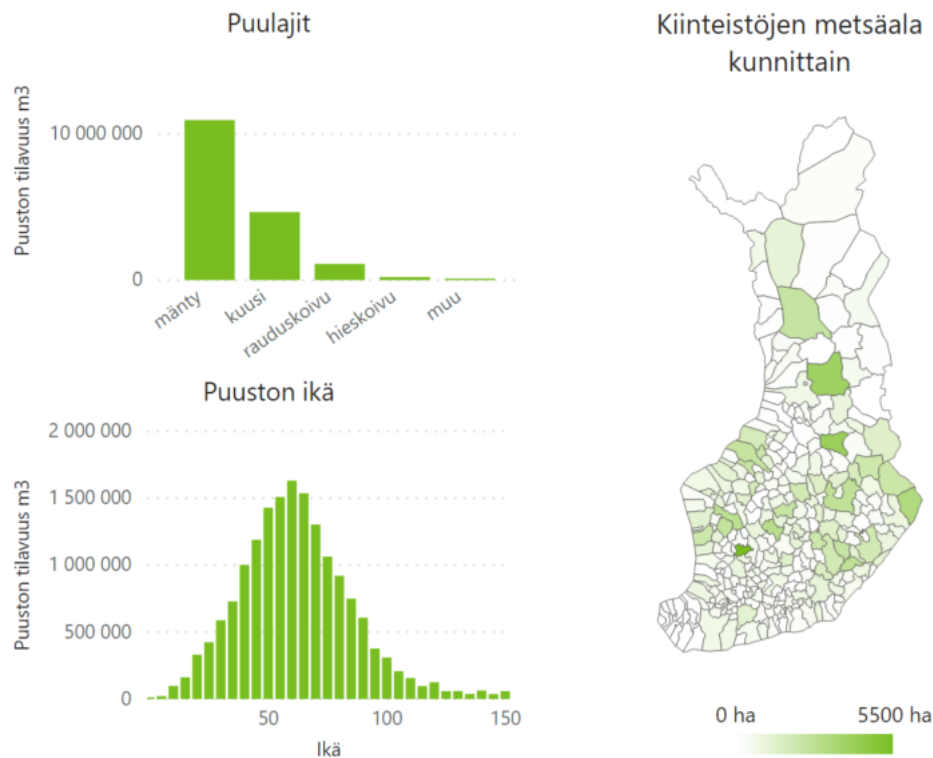 Puulajit
Puuston tilavuus m3
10 000 000
0
mänty
kuusi
rauduskoivu
hieskoivu
muu
Puuston ikä
Puuston tilavuus m3
2 000 000
1 500 000
1 000 000
500 000
0
50
100
150
Ikä
Kiinteistöjen metsäala
kunnittain
0 ha
5500 ha